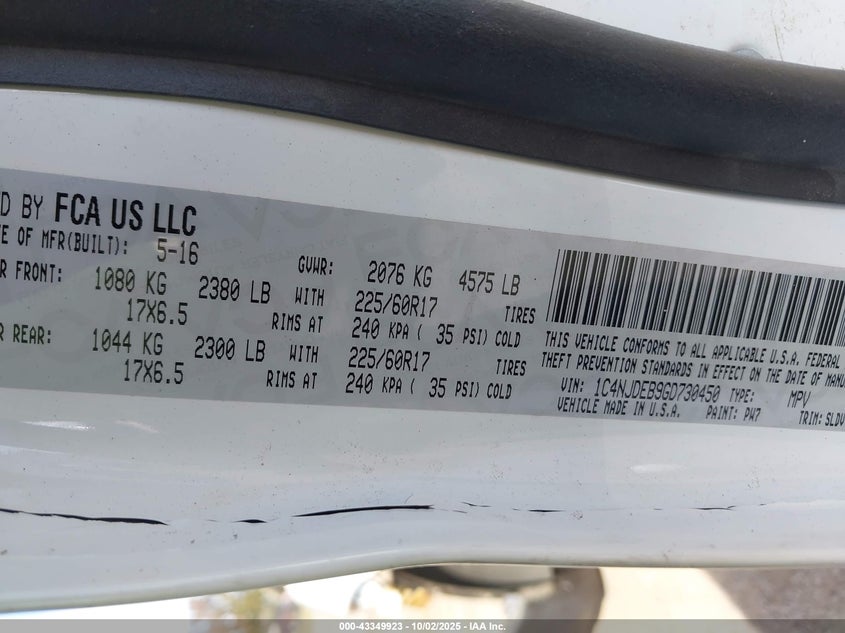 D BY FCA US LLC
E OF MFR(BUILT): 5-16
GVWR: 2076 KG 4575 LB
R FRONT: 1080 KG 2380 LB WITH 225/60R17 TIRES
17X6.5 RIMS AT 240 KPA ( 35 PSI) COLD
R REAR: 1044 KG 2300 LB WITH 225/60R17 TIRES
17X6.5 RIMS AT 240 KPA ( 35 PSI) COLD
THIS VEHICLE CONFORMS TO ALL APPLICABLE U.S.A. FEDERAL
THEFT PREVENTION STANDARDS IN EFFECT ON THE DATE OF MANU
VIN: 1C4NJDEB9GD730450 TYPE: MPV
VEHICLE MADE IN U.S.A. PAINT: PW7 TRIM: SLDV
000-43349923 - 10/02/2025 - IAA Inc.